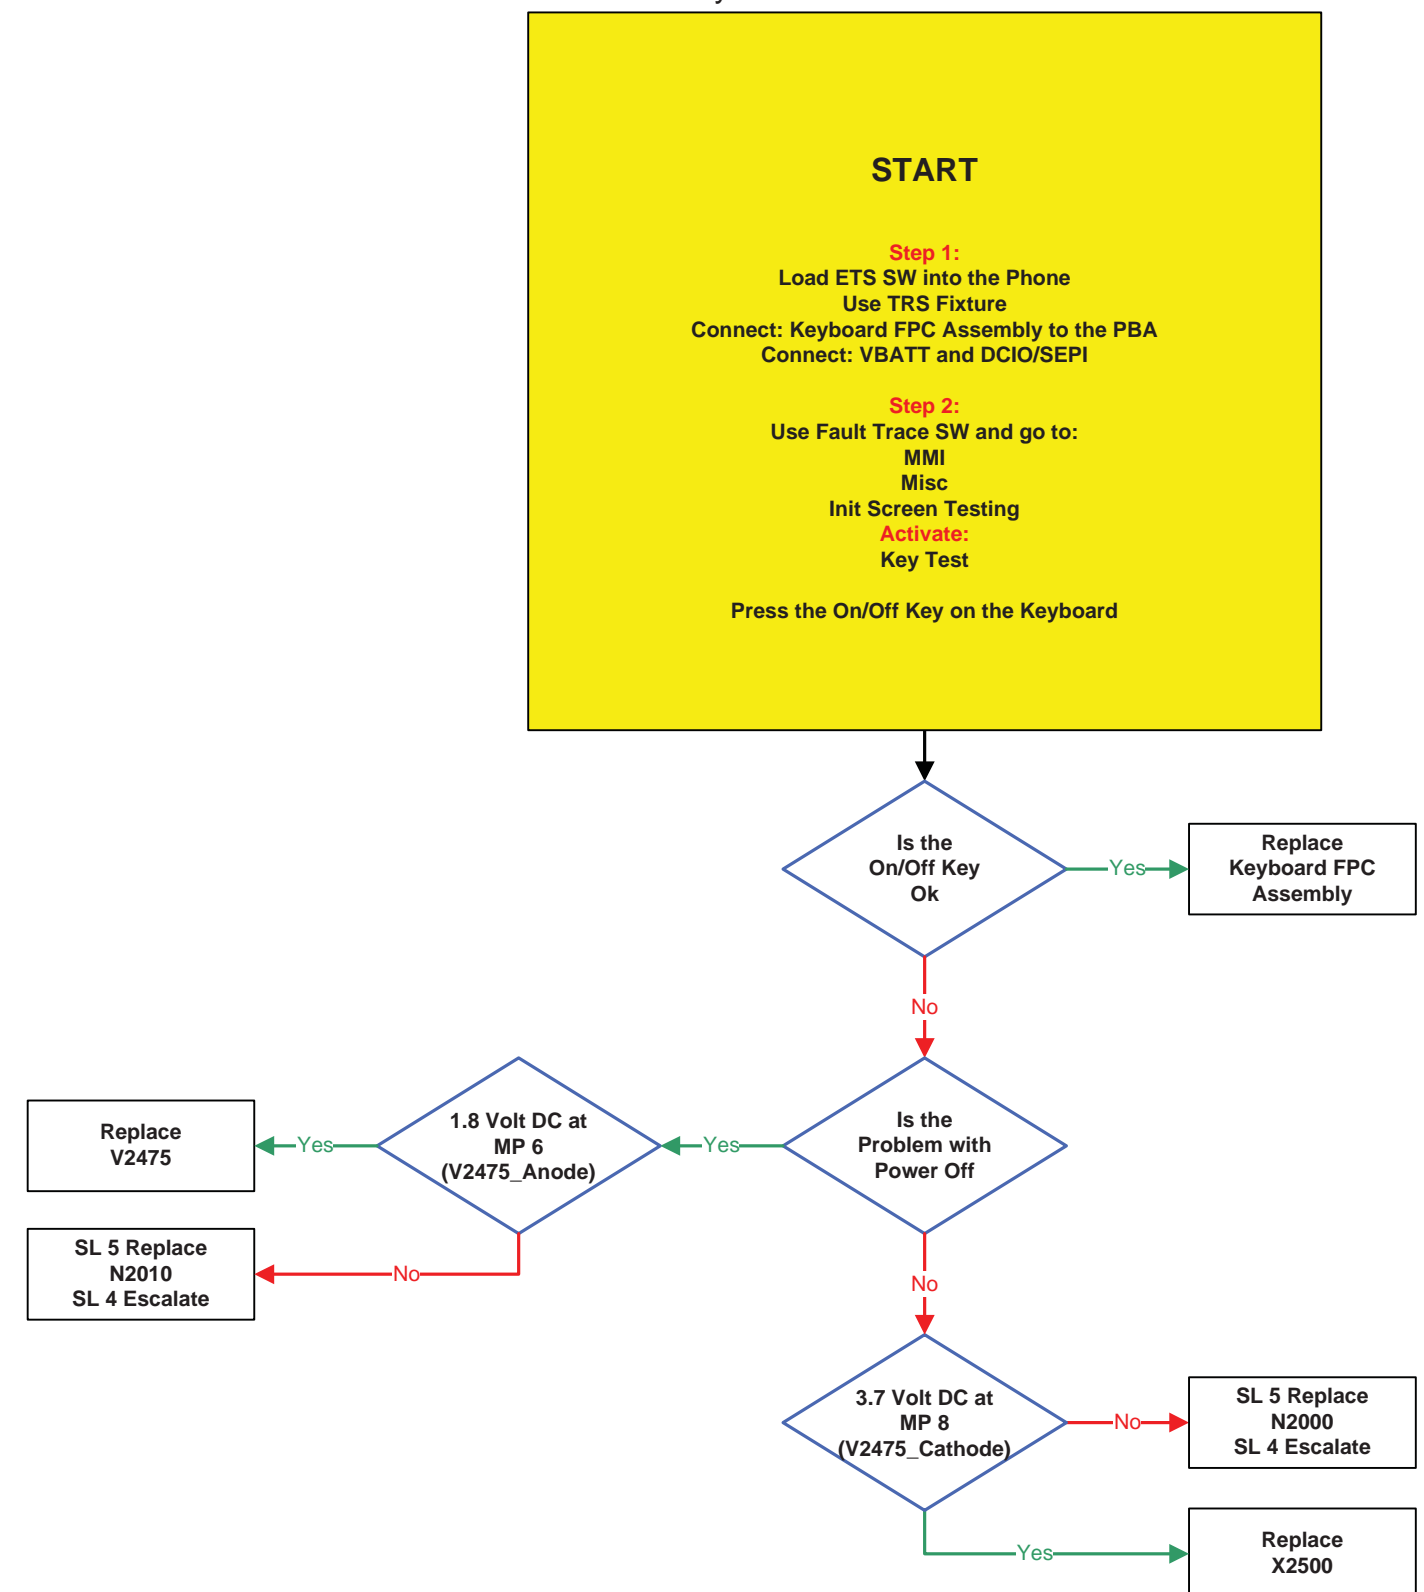 START
Step 1:
Load ETS SW into the Phone
Use TRS Fixture
Connect: Keyboard FPC Assembly to the PBA
Connect: VBATT and DCIO/SEPI
Step 2:
Use Fault Trace SW and go to:
MMI
Misc
Init Screen Testing
Activate:
Key Test
Press the On/Off Key on the Keyboard
Is the
On/Off Key
Ok
Yes
Replace
Keyboard FPC
Assembly
No
Is the
Problem with
Power Off
Yes
1.8 Volt DC at
MP 6
(V2475_Anode)
Yes
Replace
V2475
No
SL 5 Replace
N2010
SL 4 Escalate
No
3.7 Volt DC at
MP 8
(V2475_Cathode)
No
SL 5 Replace
N2000
SL 4 Escalate
Yes
Replace
X2500